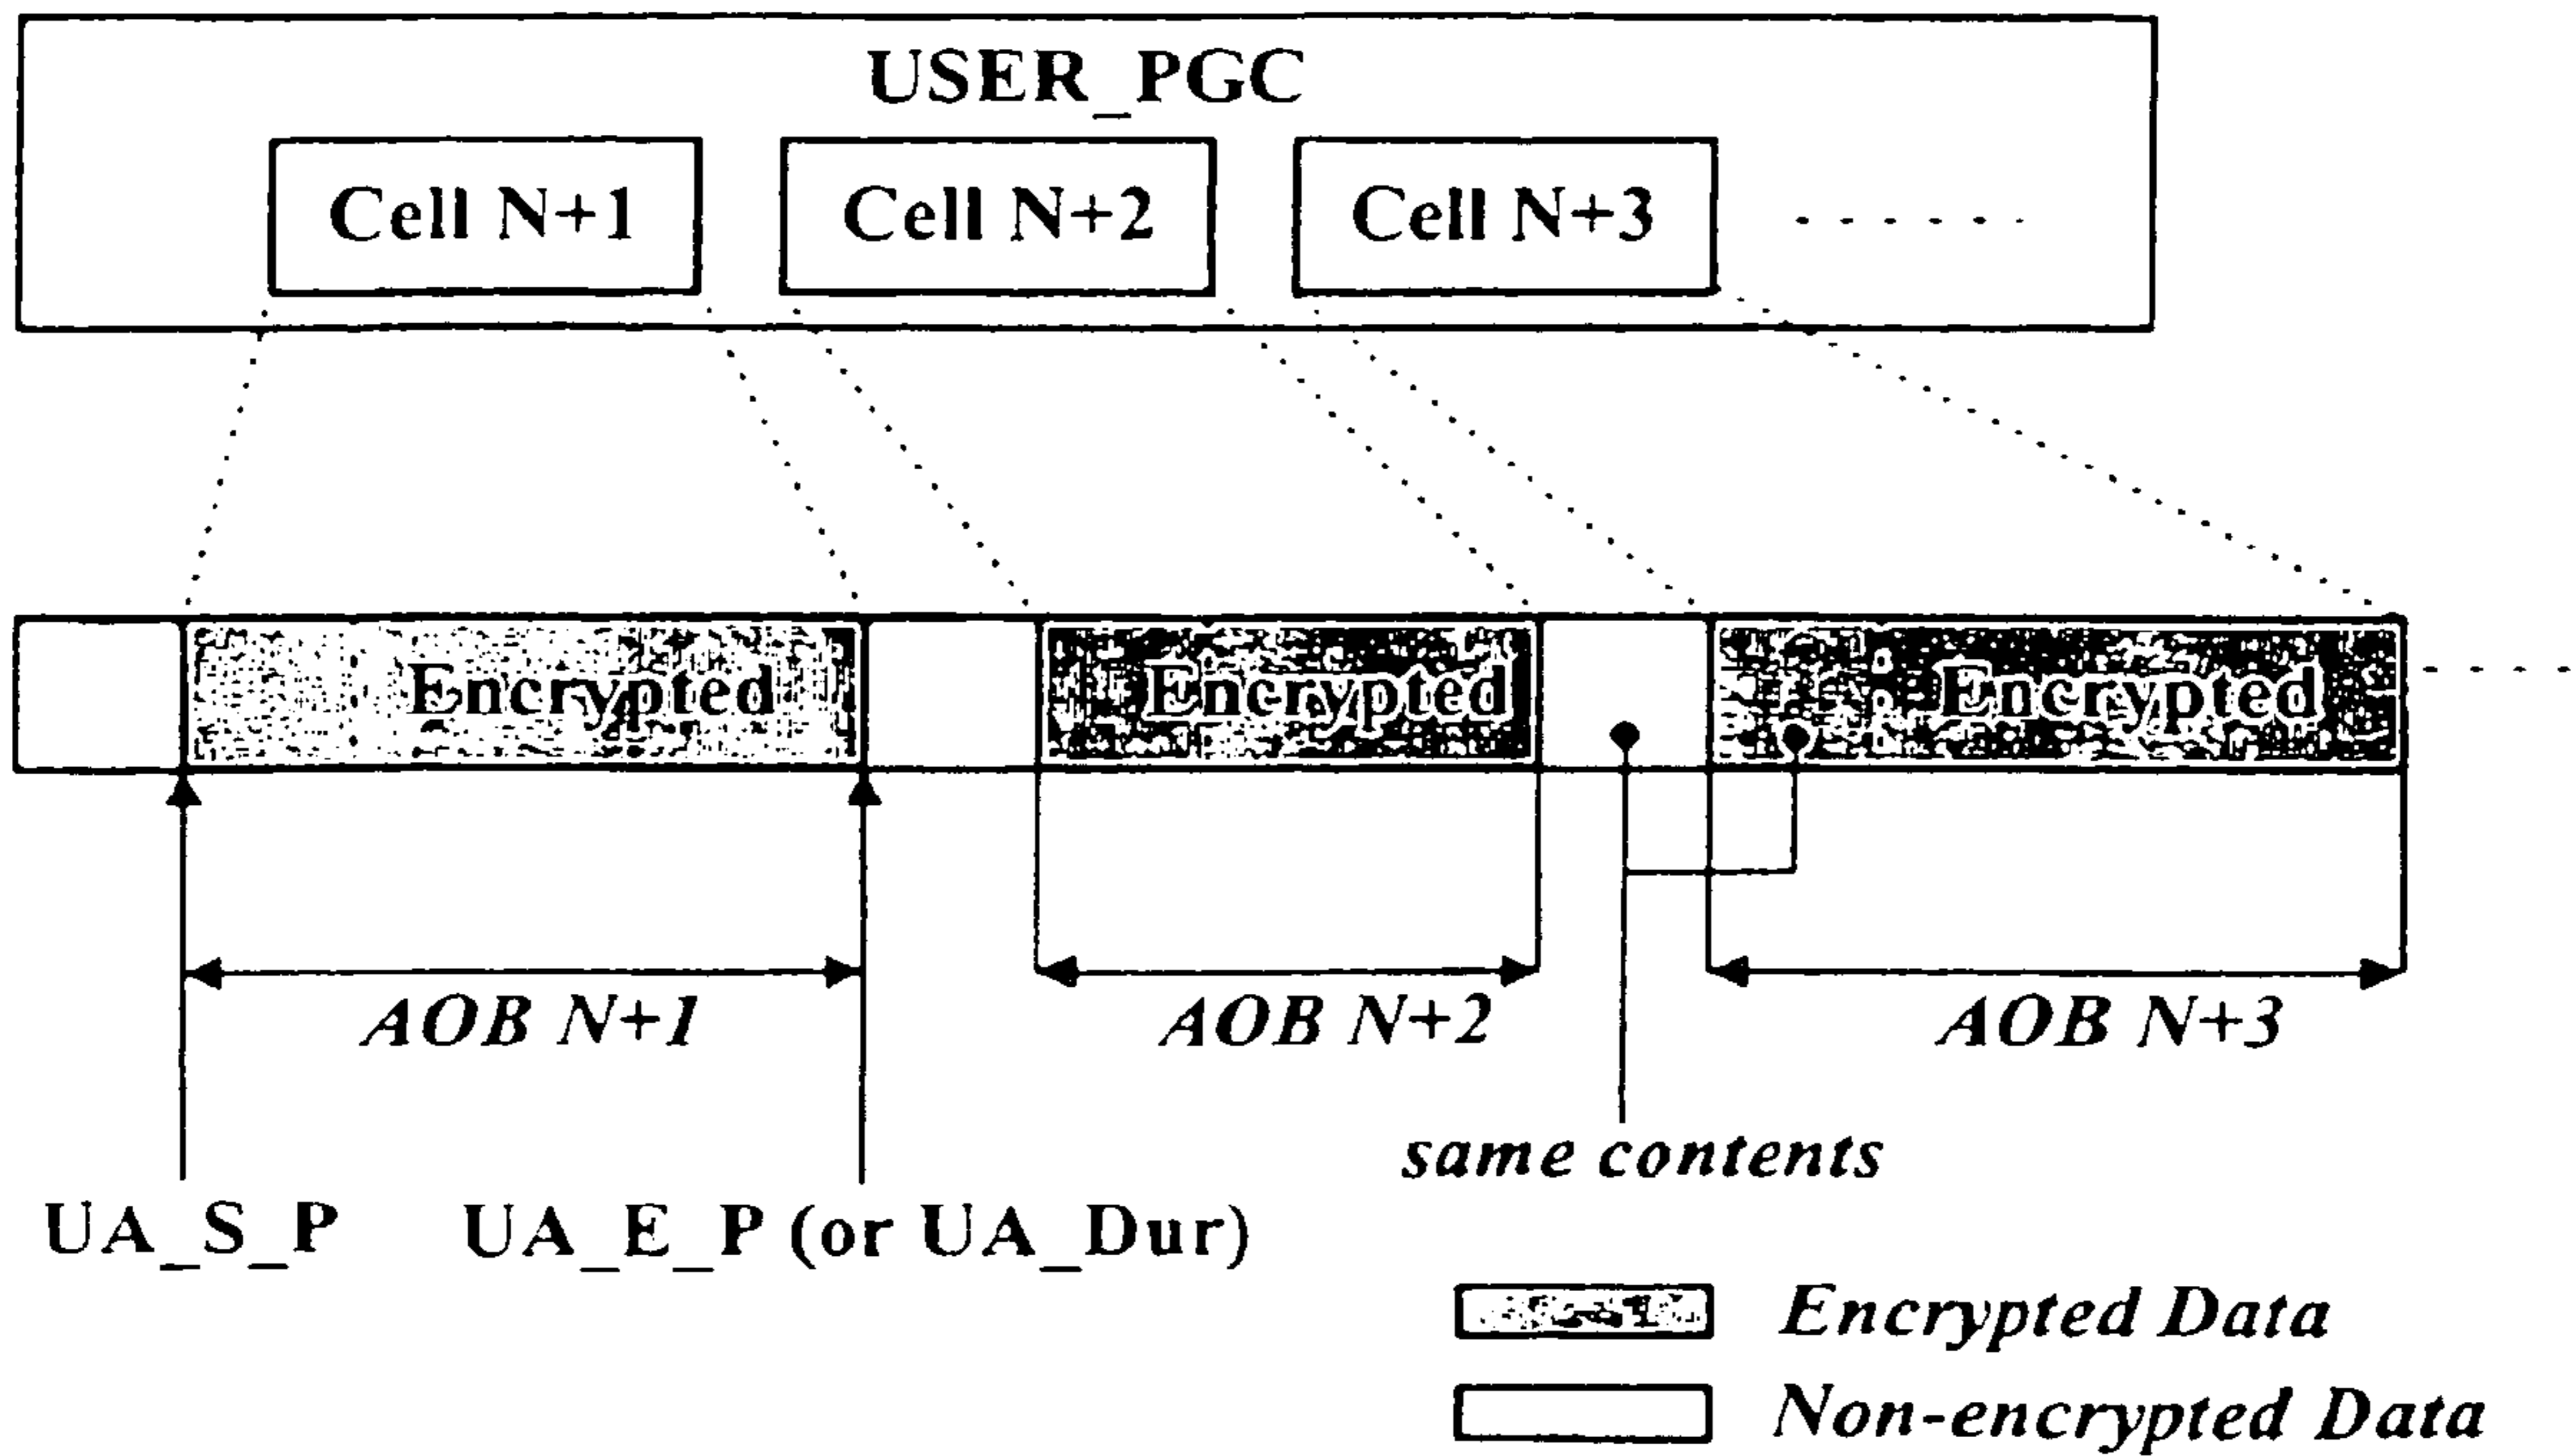 USER_PGC
Cell N+1
Cell N+2
Cell N+3
Encrypted
Encrypted
Encrypted
AOB N+1
AOB N+2
AOB N+3
same contents
UA_S_P
UA_E_P (or UA_Dur)
Encrypted Data
Non-encrypted Data